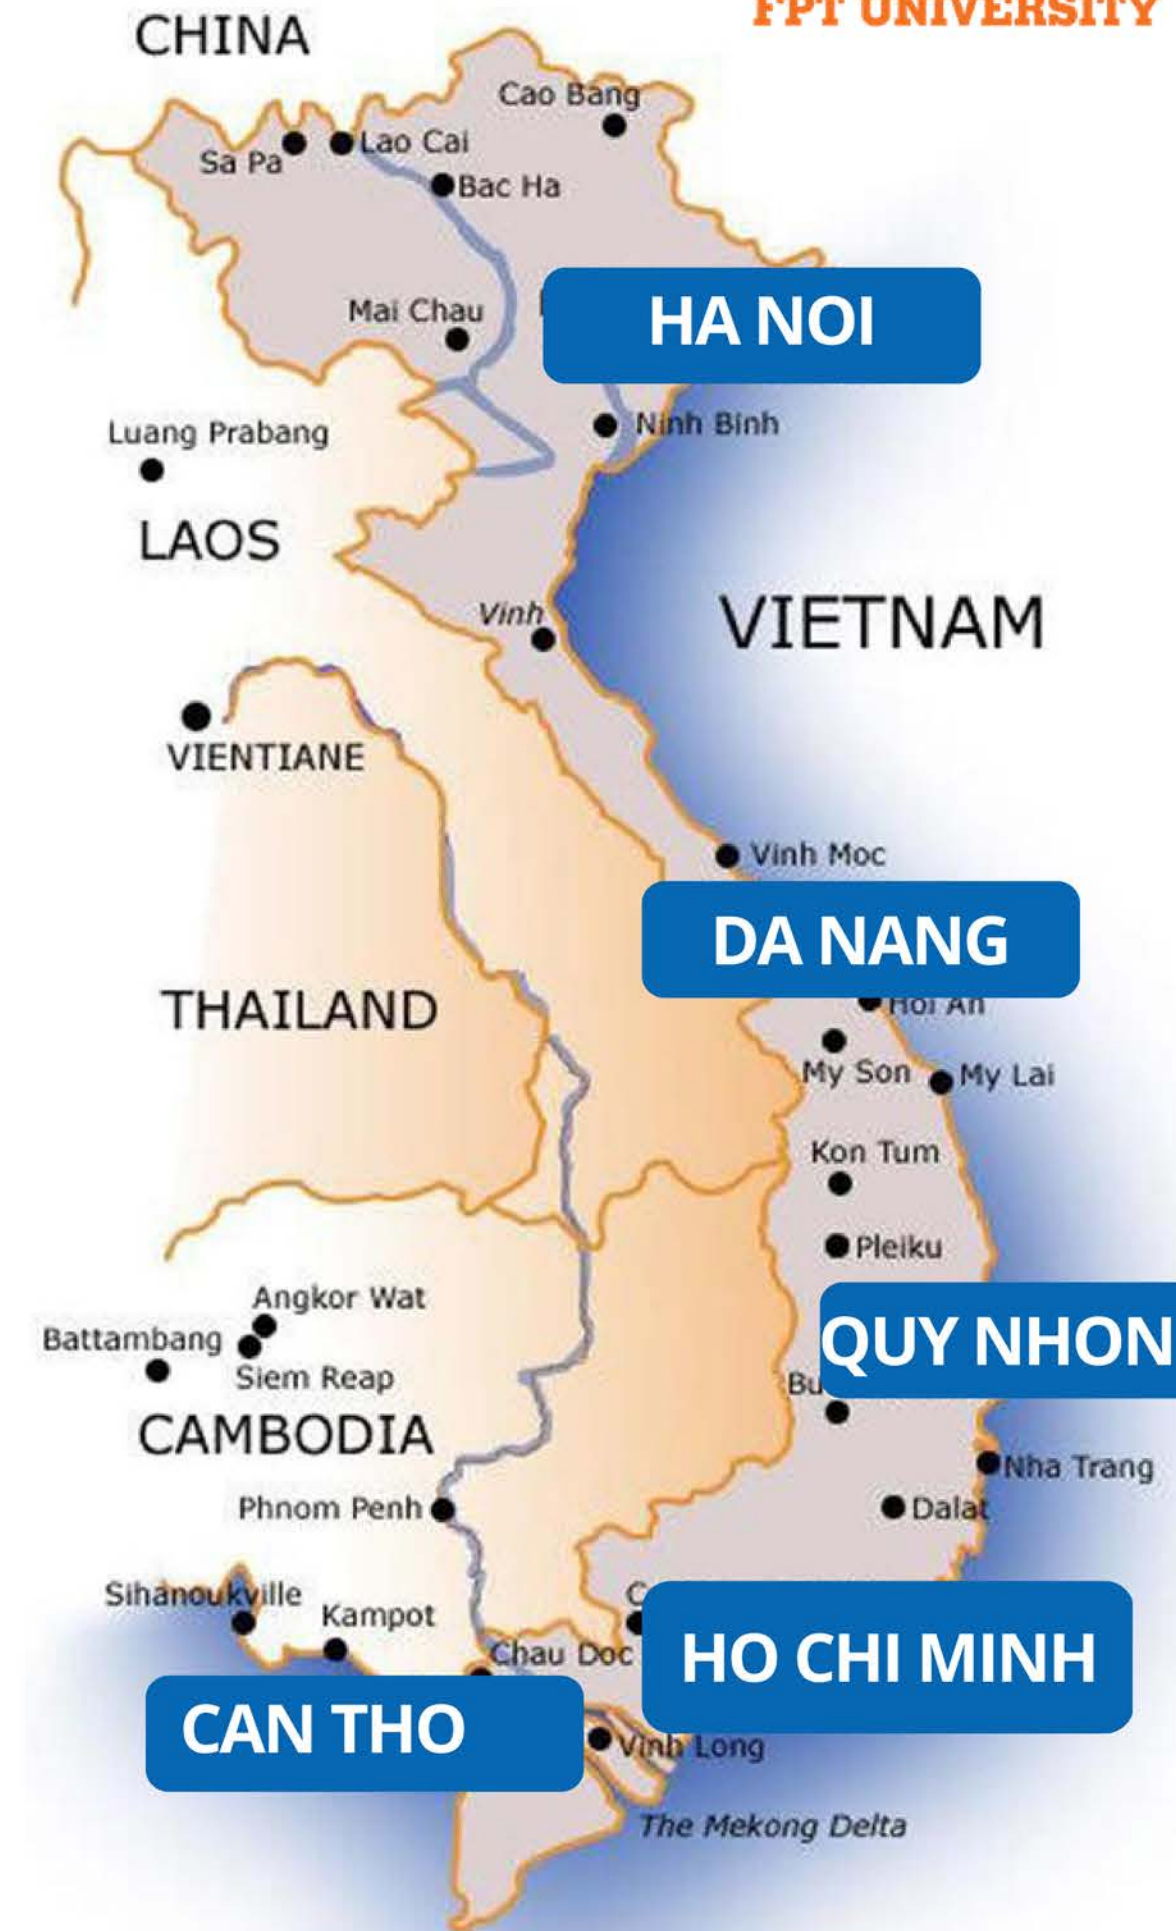 FPT UNIVERSITY
CHINA
Cao Bang
Lao Cai
Sa Pa
Bac Ha
Mai Chau
HA NOI
Ninh Binh
Luang Prabang
LAOS
VIETNAM
Vinh
VIENTIANE
Vinh Moc
DA NANG
Hoi An
THAILAND
My Son
My Lai
Kon Tum
Pleiku
Angkor Wat
Battambang
QUY NHON
Siem Reap
CAMBODIA
Nha Trang
Phnom Penh
Dalat
Sihanoukville
Kampot
Chau Doc
HO CHI MINH
CAN THO
Vinh Long
The Mekong Delta